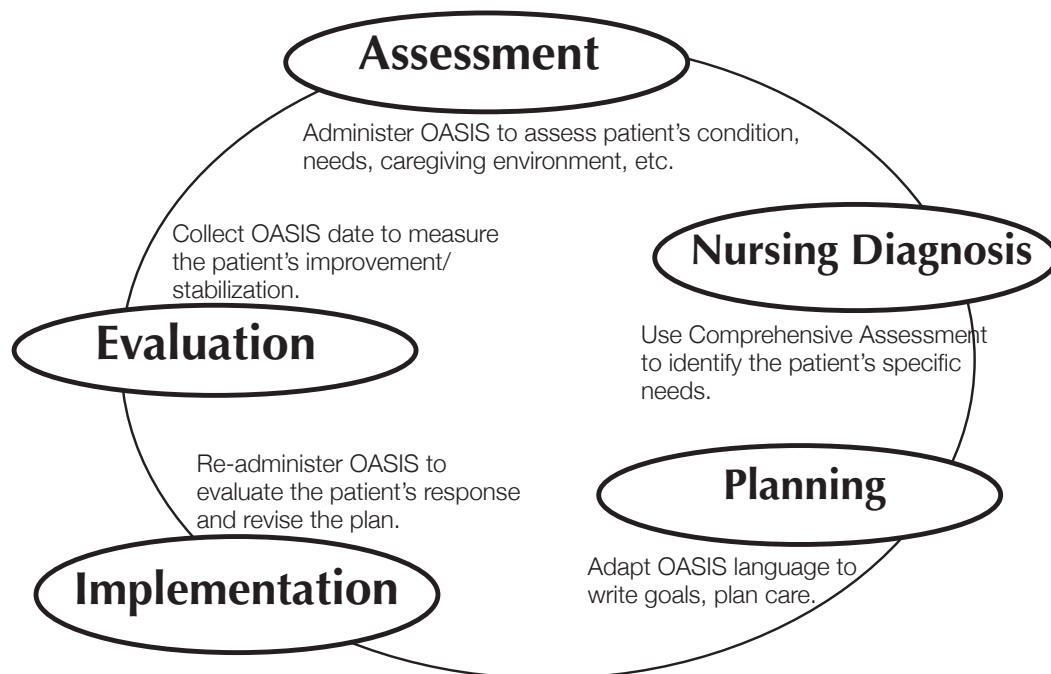 Assessment
Administer OASIS to assess patient's condition,
needs, caregiving environment, etc.
Nursing Diagnosis
Use Comprehensive Assessment
to identify the patient's specific
needs.
Planning
Adapt OASIS language to
write goals, plan care.
Re-administer OASIS to
evaluate the patient's response
and revise the plan.
Implementation
Collect OASIS date to measure
the patient's improvement/
stabilization.
Evaluation